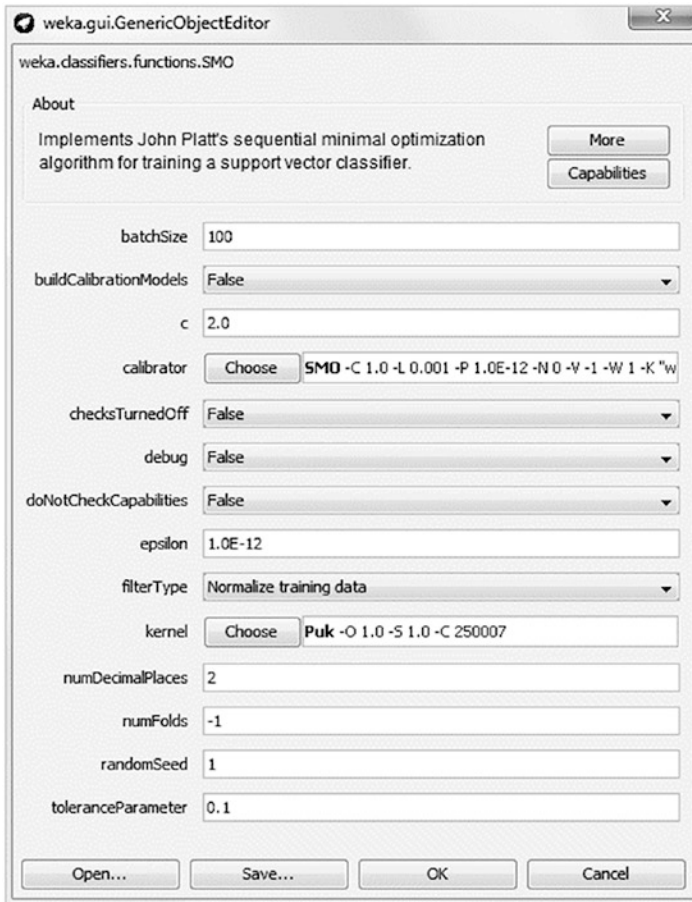 weka.gui.GenericObjectEditor
weka.classifiers.functions.SMO
About
Implements John Platt's sequential minimal optimization
algorithm for training a support vector classifier.
More
Capabilities
batchSize 100
buildCalibrationModels False
c 2.0
calibrator Choose SMO -C 1.0 -L 0.001 -P 1.0E-12 -N 0 -V -1 -W 1 -K "w
checksTurnedOff False
debug False
doNotCheckCapabilities False
epsilon 1.0E-12
filterType Normalize training data
kernel Choose Puk -O 1.0 -S 1.0 -C 250007
numDecimalPlaces 2
numFolds -1
randomSeed 1
toleranceParameter 0.1
Open... Save... OK Cancel